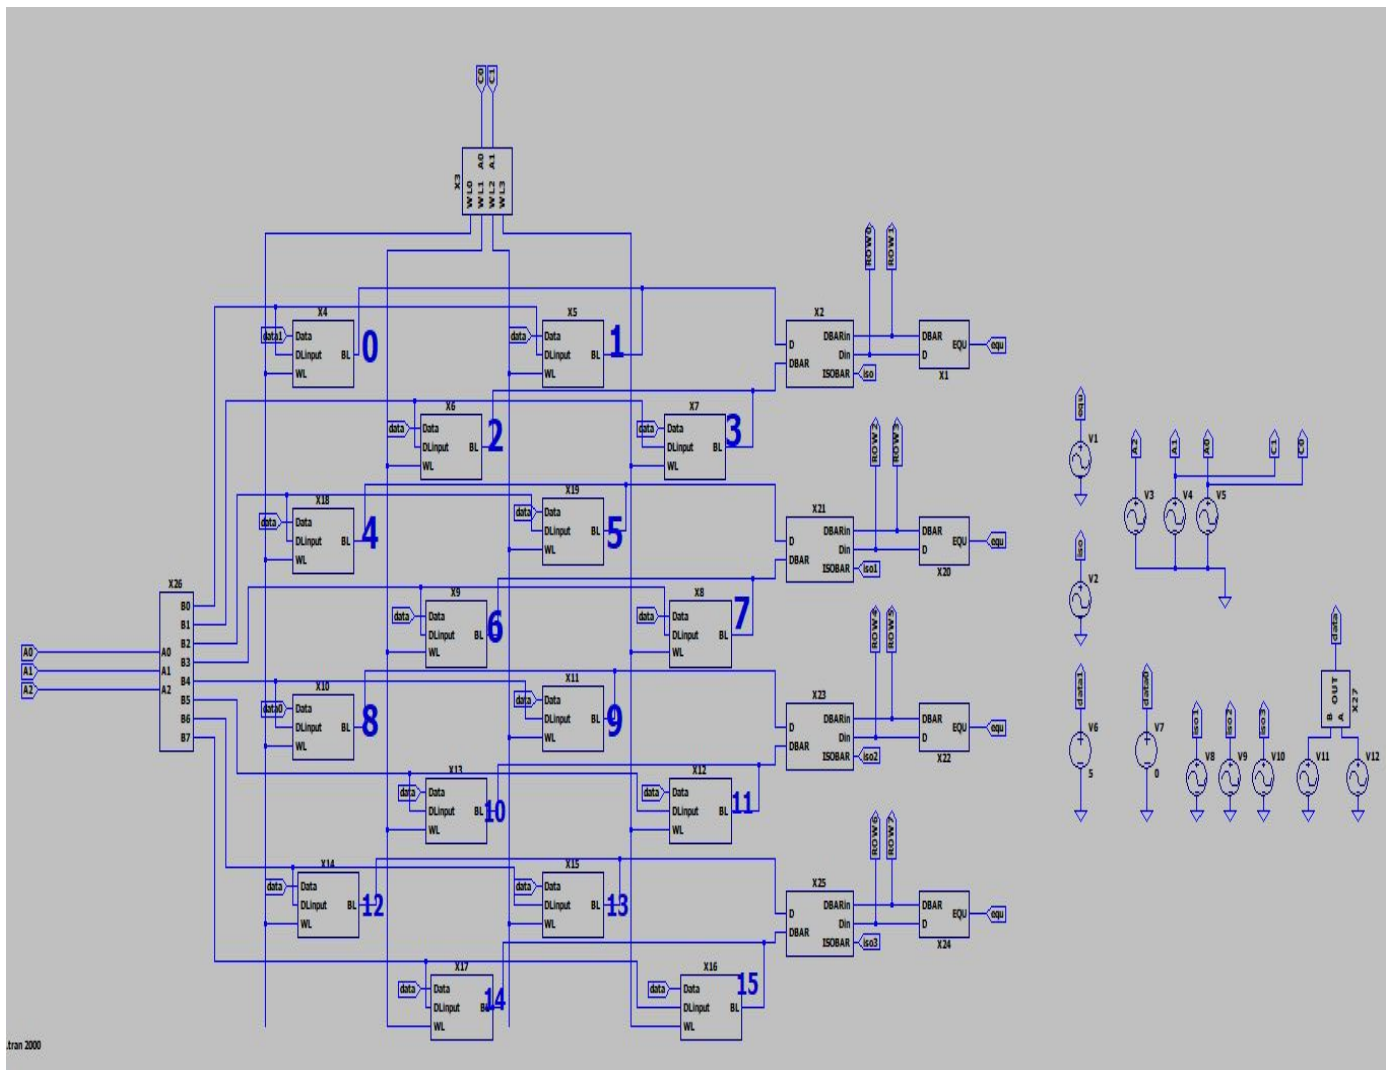 C0 C1
A0 A1
X3
WL0 WL1 WL2 WL3
ROW0 ROW1
X4 X5 X2
data1 Data 0 data Data 1 DBARin DBAR
DLinput BL DLinput BL D Din D EQU equ
WL WL DBAR ISOBAR iso X1
X6 X7
data Data 2 data Data 3
DLinput BL DLinput BL
WL WL
ROW2 ROW3
X18 X19 X21
data Data 4 data Data 5 DBARin DBAR
DLinput BL DLinput BL D Din D EQU equ
WL WL DBAR ISOBAR iso1 X20
X9 X8
data Data 6 data Data 7
DLinput BL DLinput BL
WL WL
X26
B0
B1
B2
B3
B4
B5
B6
B7
A0 A0
A1 A1
A2 A2
ROW4 ROW5
X10 X11 X23
data0 Data 8 data Data 9 DBARin DBAR
DLinput BL DLinput BL D Din D EQU equ
WL WL DBAR ISOBAR iso2 X22
X13 X12
data Data 10 data Data 11
DLinput BL DLinput BL
WL WL
ROW6 ROW7
X14 X15 X25
data Data 12 data Data 13 DBARin DBAR
DLinput BL DLinput BL D Din D EQU equ
WL WL DBAR ISOBAR iso3 X24
X17 X16
data Data 14 data Data 15
DLinput BL DLinput BL
WL WL
equ
V1
A2 A1 A0 C1 C0
V3 V4 V5
iso
V2
data1 data0
V6 V7
5 0
iso1 iso2 iso3
V8 V9 V10
data
OUT
B A
X27
V11 V12
.tran 2000